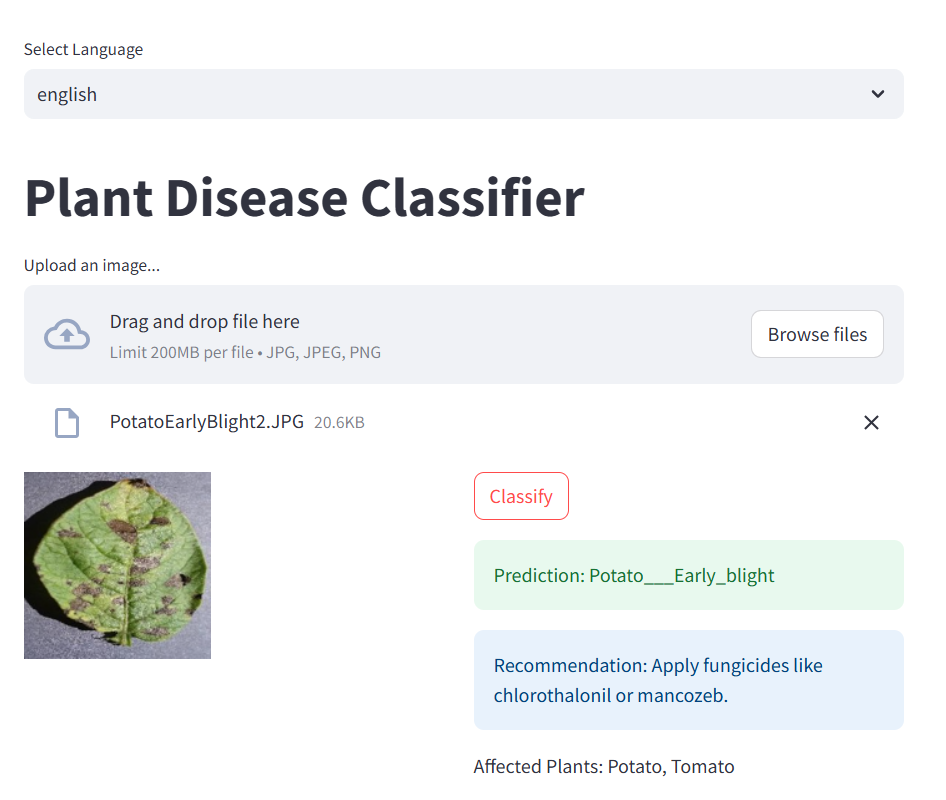 Select Language
english
Plant Disease Classifier
Upload an image...
Drag and drop file here
Limit 200MB per file • JPG, JPEG, PNG
Browse files
PotatoEarlyBlight2.JPG 20.6KB
Classify
Prediction: Potato___Early_blight
Recommendation: Apply fungicides like
chlorothalonil or mancozeb.
Affected Plants: Potato, Tomato